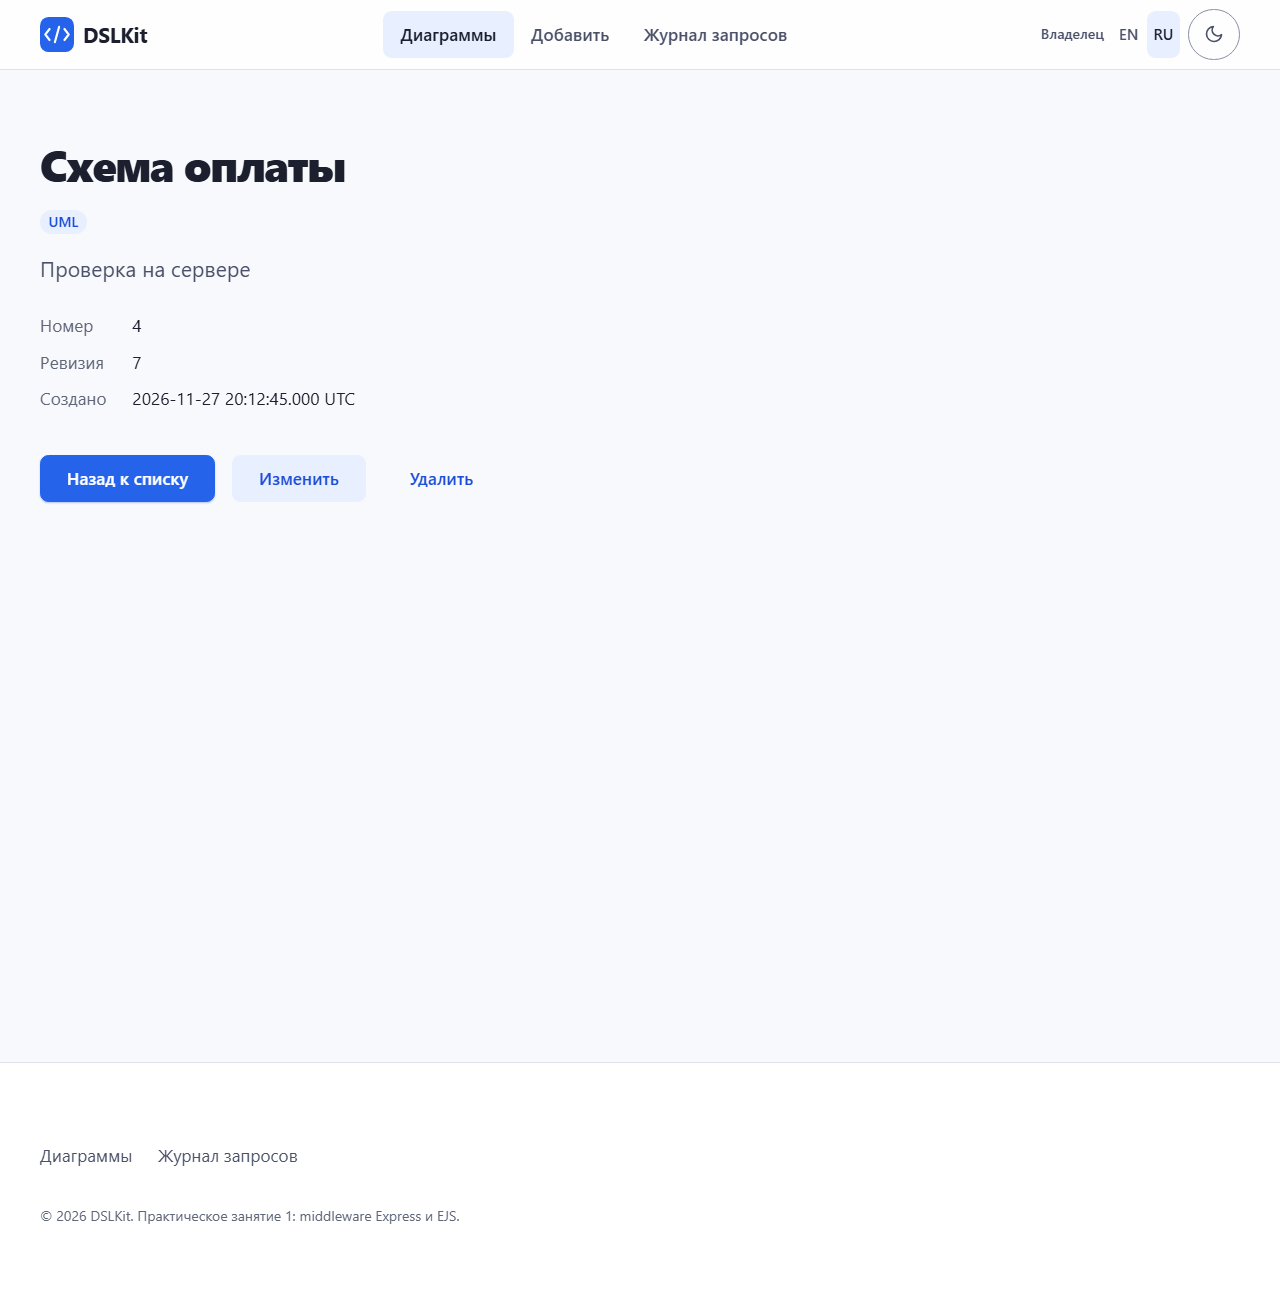 DSLKit
Диаграммы
Добавить
Журнал запросов
Владелец
EN
RU
Схема оплаты
UML
Проверка на сервере
Номер 4
Ревизия 7
Создано 2026-11-27 20:12:45.000 UTC
Назад к списку
Изменить
Удалить
Диаграммы
Журнал запросов
© 2026 DSLKit. Практическое занятие 1: middleware Express и EJS.